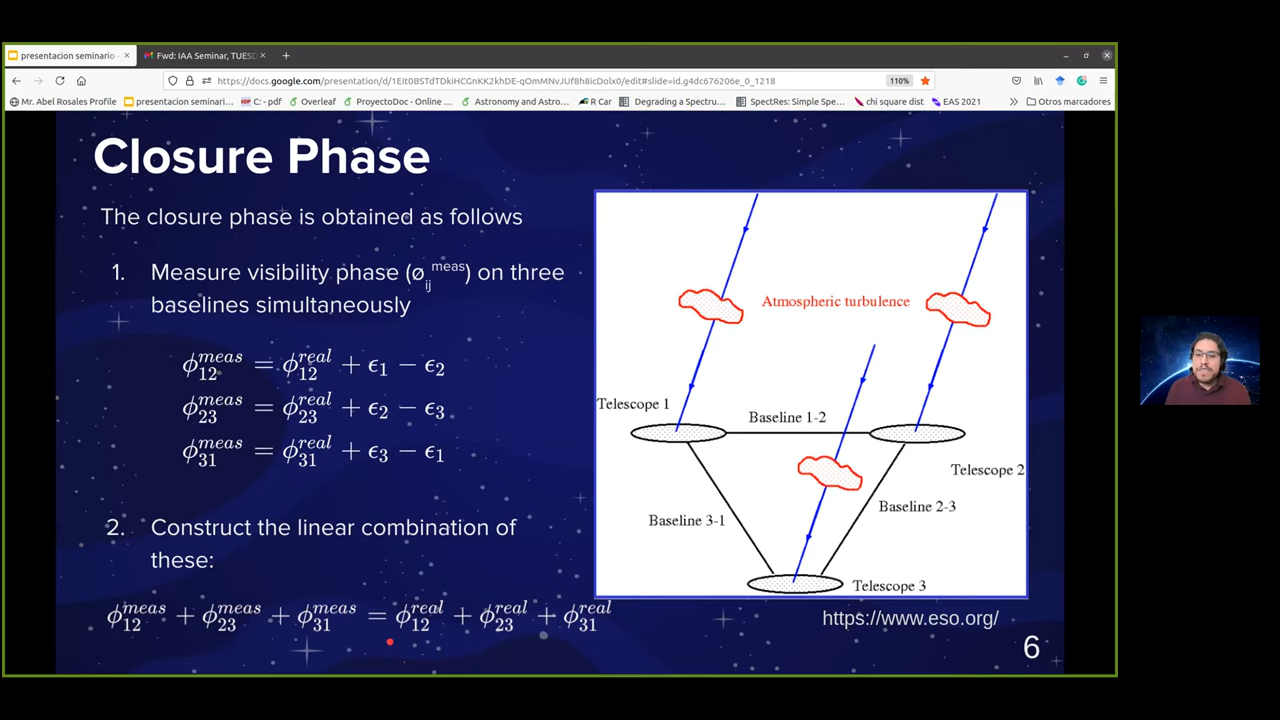 presentacion seminario -
Fwd: IAA Seminar, TUESD
https://docs.google.com/presentation/d/1EIt0BSTdTDkiHCGnKK2khDE-qOmMNvJUf8h8icDolx0/edit#slide=id.g4dc676206e_0_1218
110%
Mr. Abel Rosales Profile
presentacion seminari…
C: - pdf
Overleaf
ProyectoDoc - Online …
Astronomy and Astro…
R Car
Degrading a Spectru…
SpectRes: Simple Spe…
chi square dist
EAS 2021
Otros marcadores
Closure Phase
The closure phase is obtained as follows
1. Measure visibility phase (øᵢⱼᵐᵉᵃˢ) on three
baselines simultaneously
ϕ₁₂^meas = ϕ₁₂^real + ϵ₁ − ϵ₂
ϕ₂₃^meas = ϕ₂₃^real + ϵ₂ − ϵ₃
ϕ₃₁^meas = ϕ₃₁^real + ϵ₃ − ϵ₁
2. Construct the linear combination of
these:
ϕ₁₂^meas + ϕ₂₃^meas + ϕ₃₁^meas = ϕ₁₂^real + ϕ₂₃^real + ϕ₃₁^real
Atmospheric turbulence
Telescope 1
Baseline 1-2
Telescope 2
Baseline 3-1
Baseline 2-3
Telescope 3
https://www.eso.org/
6